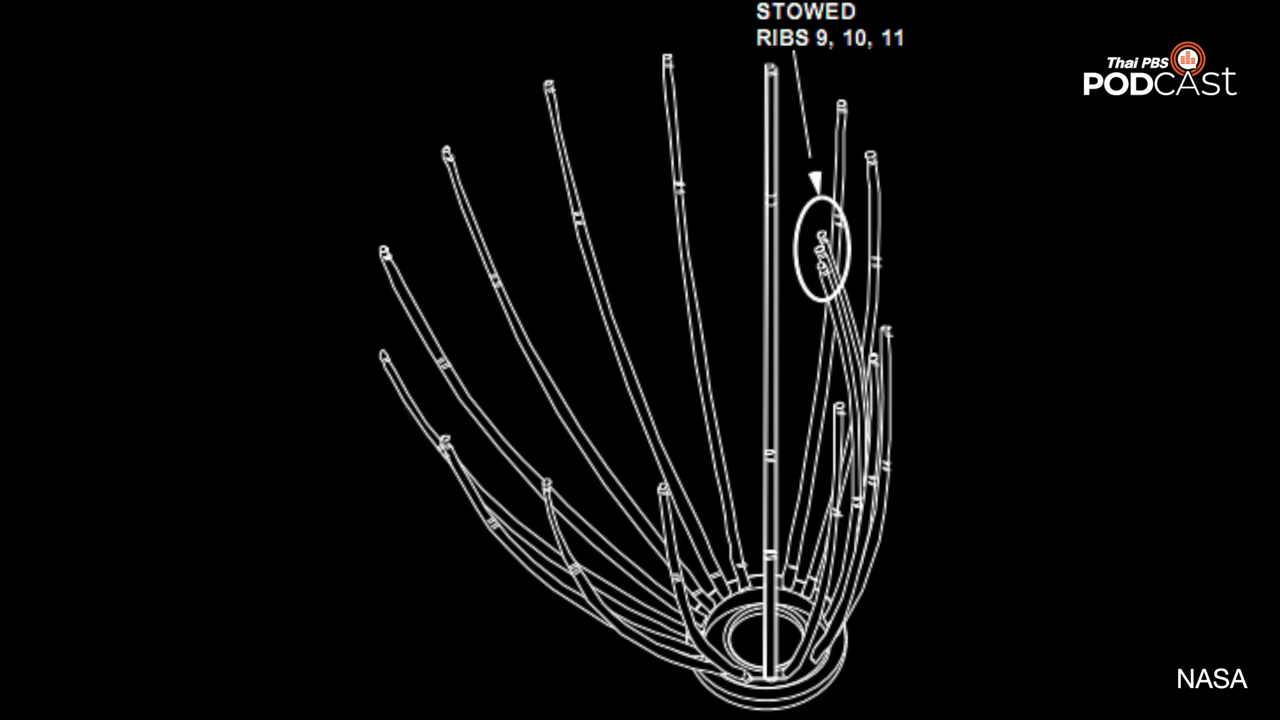 STOWED
RIBS 9, 10, 11
Thai PBS
PODCAST
NASA